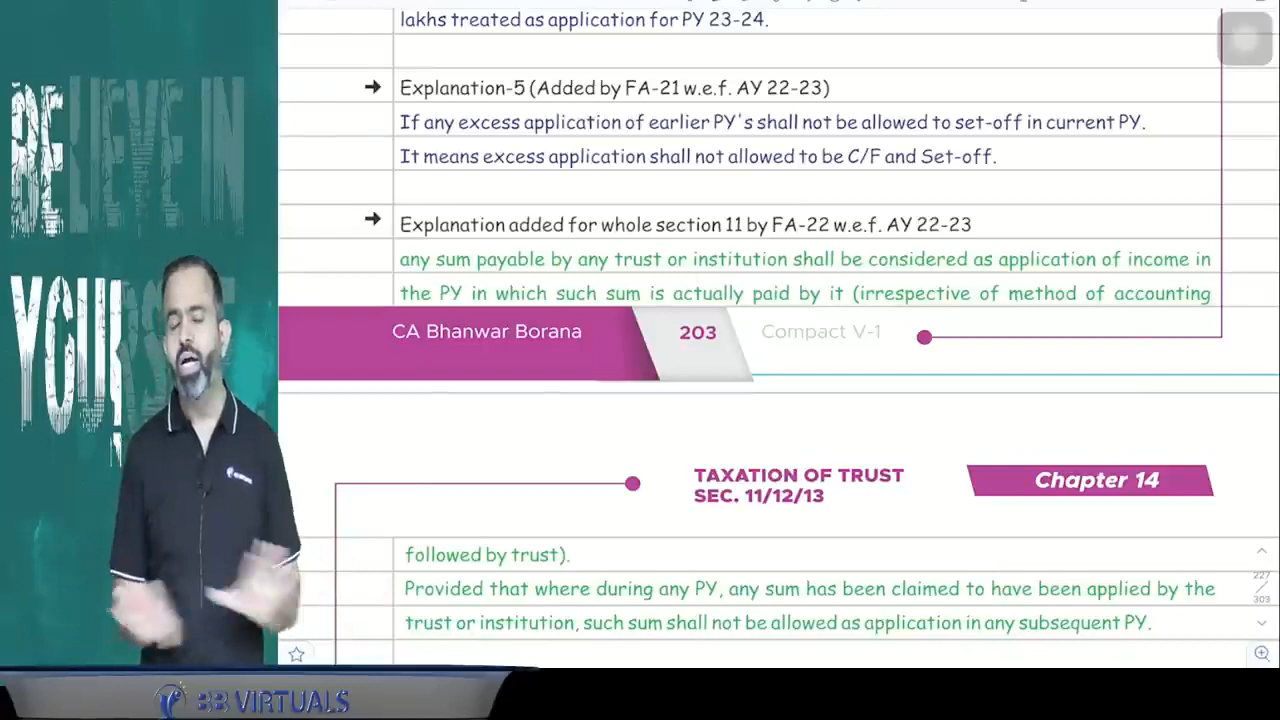 BELIEVE IN
YOU
lakhs treated as application for PY 23-24.
→ Explanation-5 (Added by FA-21 w.e.f. AY 22-23)
If any excess application of earlier PY's shall not be allowed to set-off in current PY.
It means excess application shall not allowed to be C/F and Set-off.
→ Explanation added for whole section 11 by FA-22 w.e.f. AY 22-23
any sum payable by any trust or institution shall be considered as application of income in
the PY in which such sum is actually paid by it (irrespective of method of accounting
CA Bhanwar Borana 203 Compact V-1
TAXATION OF TRUST
SEC. 11/12/13
Chapter 14
followed by trust).
Provided that where during any PY, any sum has been claimed to have been applied by the
trust or institution, such sum shall not be allowed as application in any subsequent PY.
227
303
BB VIRTUALS